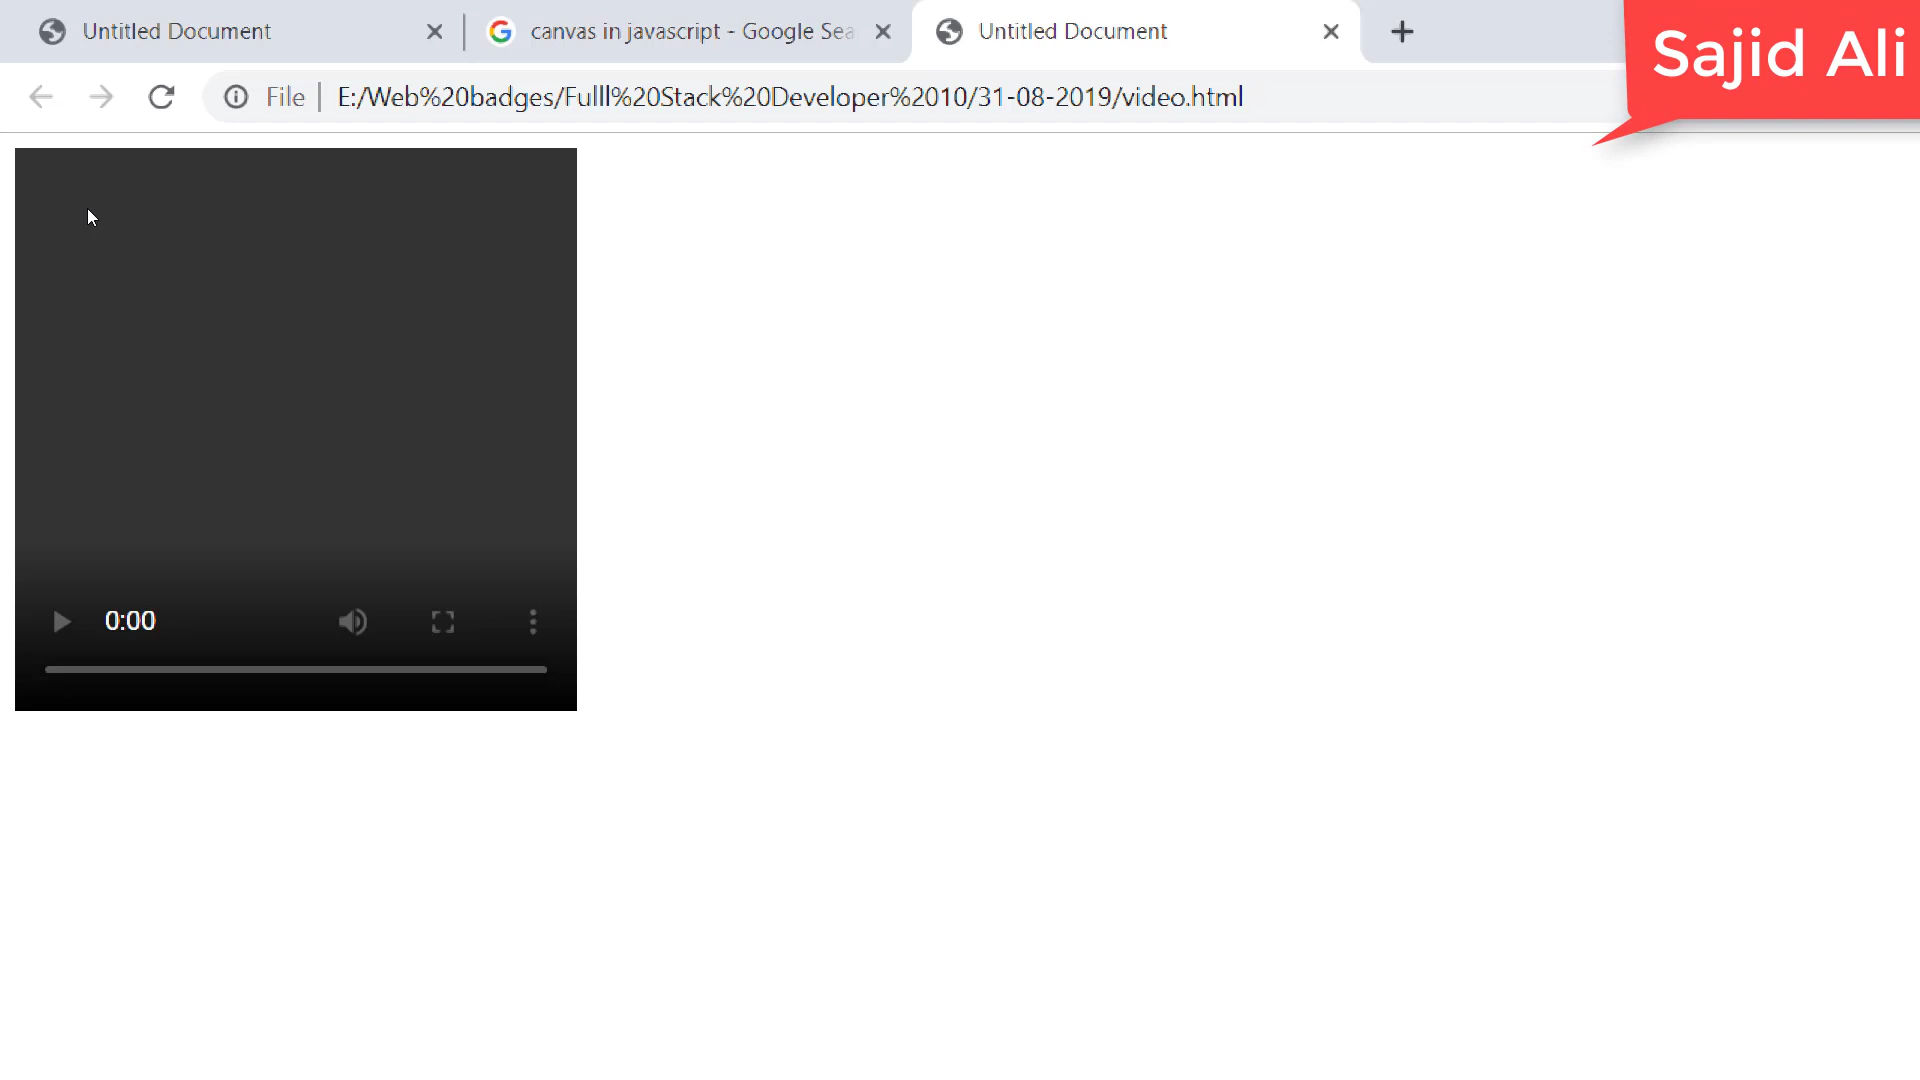 Untitled Document
canvas in javascript - Google Sea
Untitled Document
Sajid Ali
File
E:/Web%20badges/Fulll%20Stack%20Developer%2010/31-08-2019/video.html
0:00